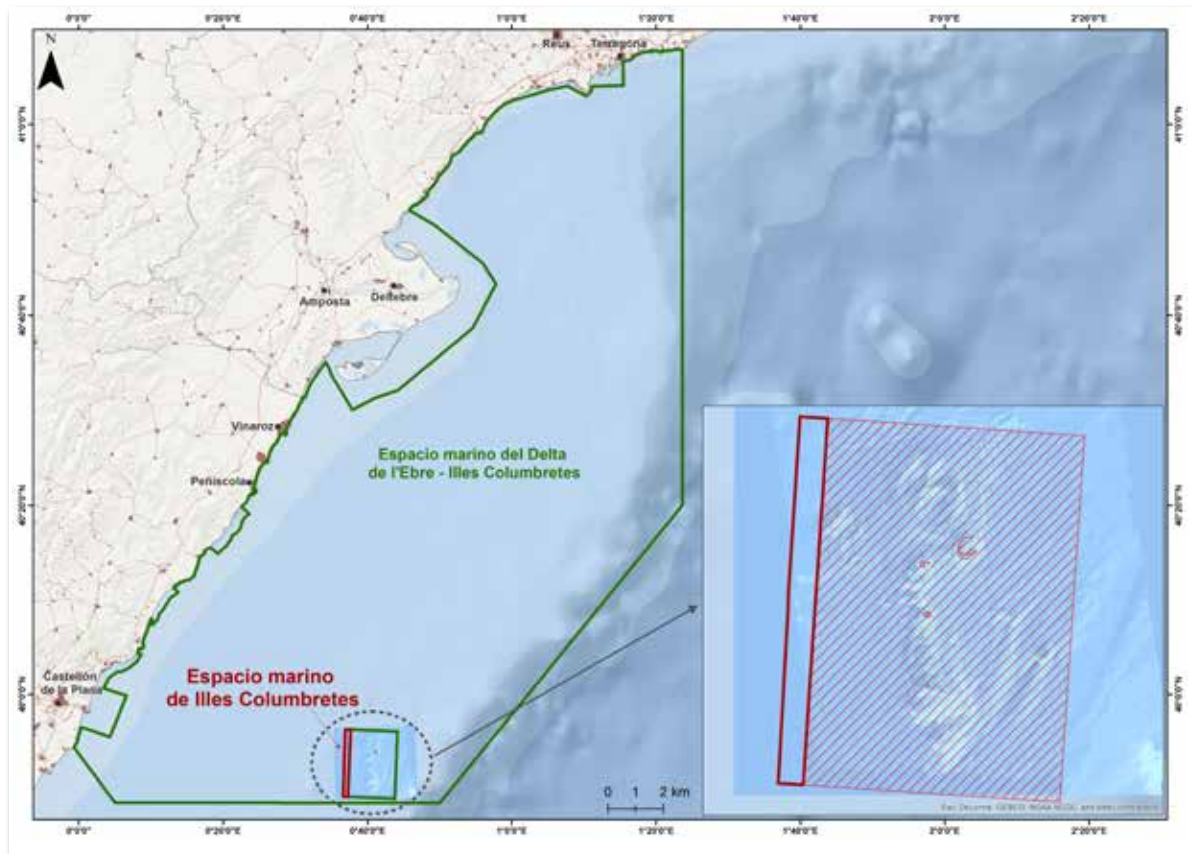 0°0'0"E 0°20'0"E 0°40'0"E 1°0'0"E 1°20'0"E 1°40'0"E 2°0'0"E 2°20'0"E
N
Reus
Tarragona
41°0'0"N
41°0'0"N
Amposta
Deltebre
40°40'0"N
40°40'0"N
Vinaroz
Espacio marino del Delta
de l'Ebre - Illes Columbretes
Peñiscola
40°20'0"N
40°20'0"N
Castellón
de la Plana
Espacio marino
de Illes Columbretes
40°0'0"N
40°0'0"N
0 1 2 km
0°0'0"E 0°20'0"E 0°40'0"E 1°0'0"E 1°20'0"E 1°40'0"E 2°0'0"E 2°20'0"E